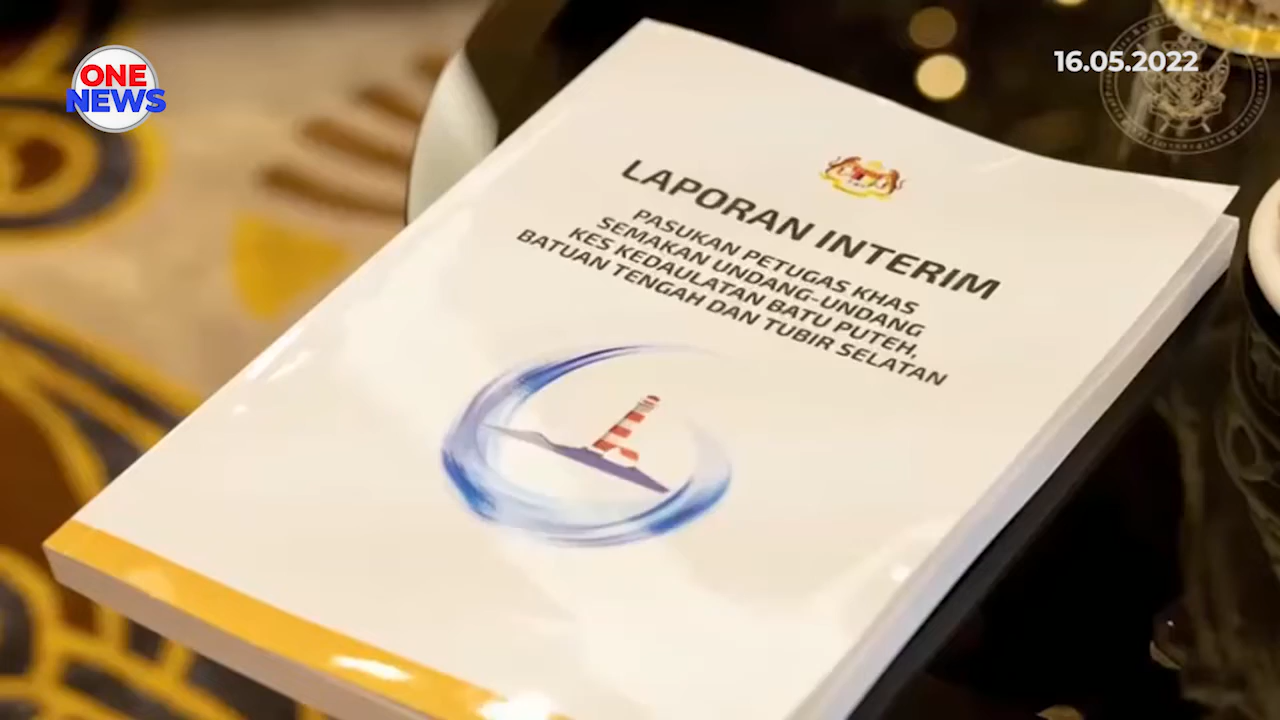 ONE
NEWS
16.05.2022
LAPORAN INTERIM
PASUKAN PETUGAS KHAS
SEMAKAN UNDANG-UNDANG
KES KEDAULATAN BATU PUTEH,
BATUAN TENGAH DAN TUBIR SELATAN